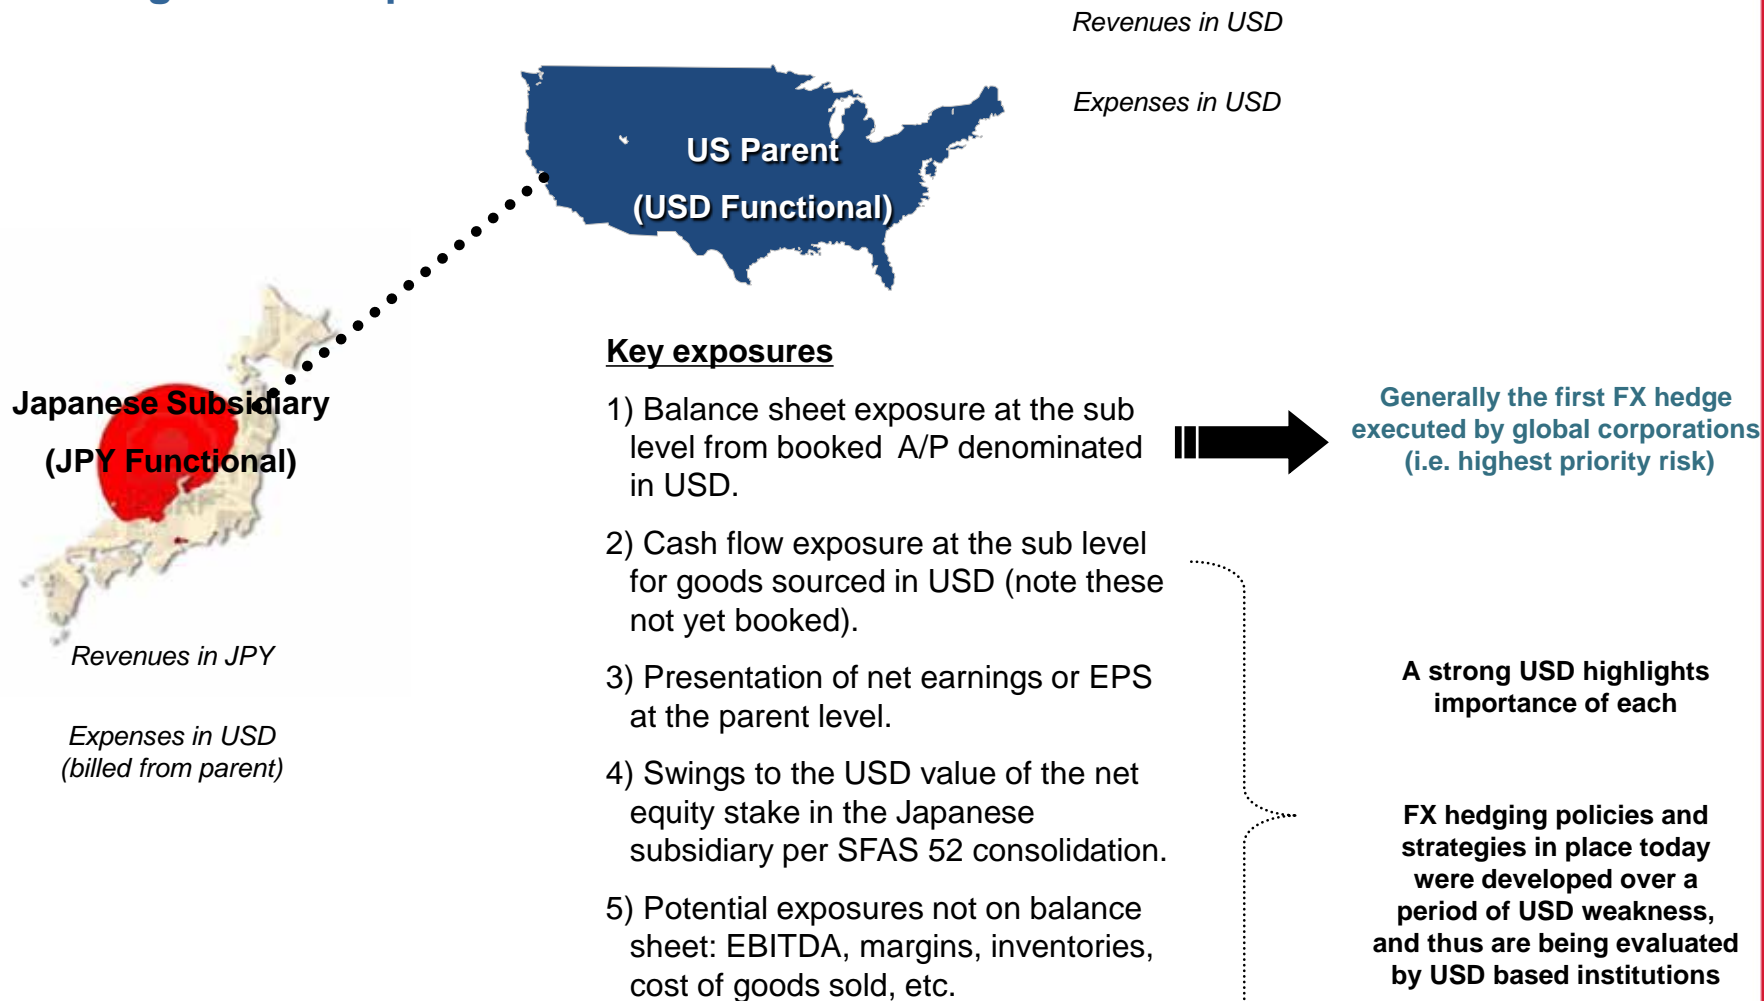 Revenues in USD
Expenses in USD
US Parent
(USD Functional)
Japanese Subsidiary
(JPY Functional)
Revenues in JPY
Expenses in USD
(billed from parent)
Key exposures
1) Balance sheet exposure at the sub
level from booked A/P denominated
in USD.
2) Cash flow exposure at the sub level
for goods sourced in USD (note these
not yet booked).
3) Presentation of net earnings or EPS
at the parent level.
4) Swings to the USD value of the net
equity stake in the Japanese
subsidiary per SFAS 52 consolidation.
5) Potential exposures not on balance
sheet: EBITDA, margins, inventories,
cost of goods sold, etc.
Generally the first FX hedge
executed by global corporations
(i.e. highest priority risk)
A strong USD highlights
importance of each
FX hedging policies and
strategies in place today
were developed over a
period of USD weakness,
and thus are being evaluated
by USD based institutions